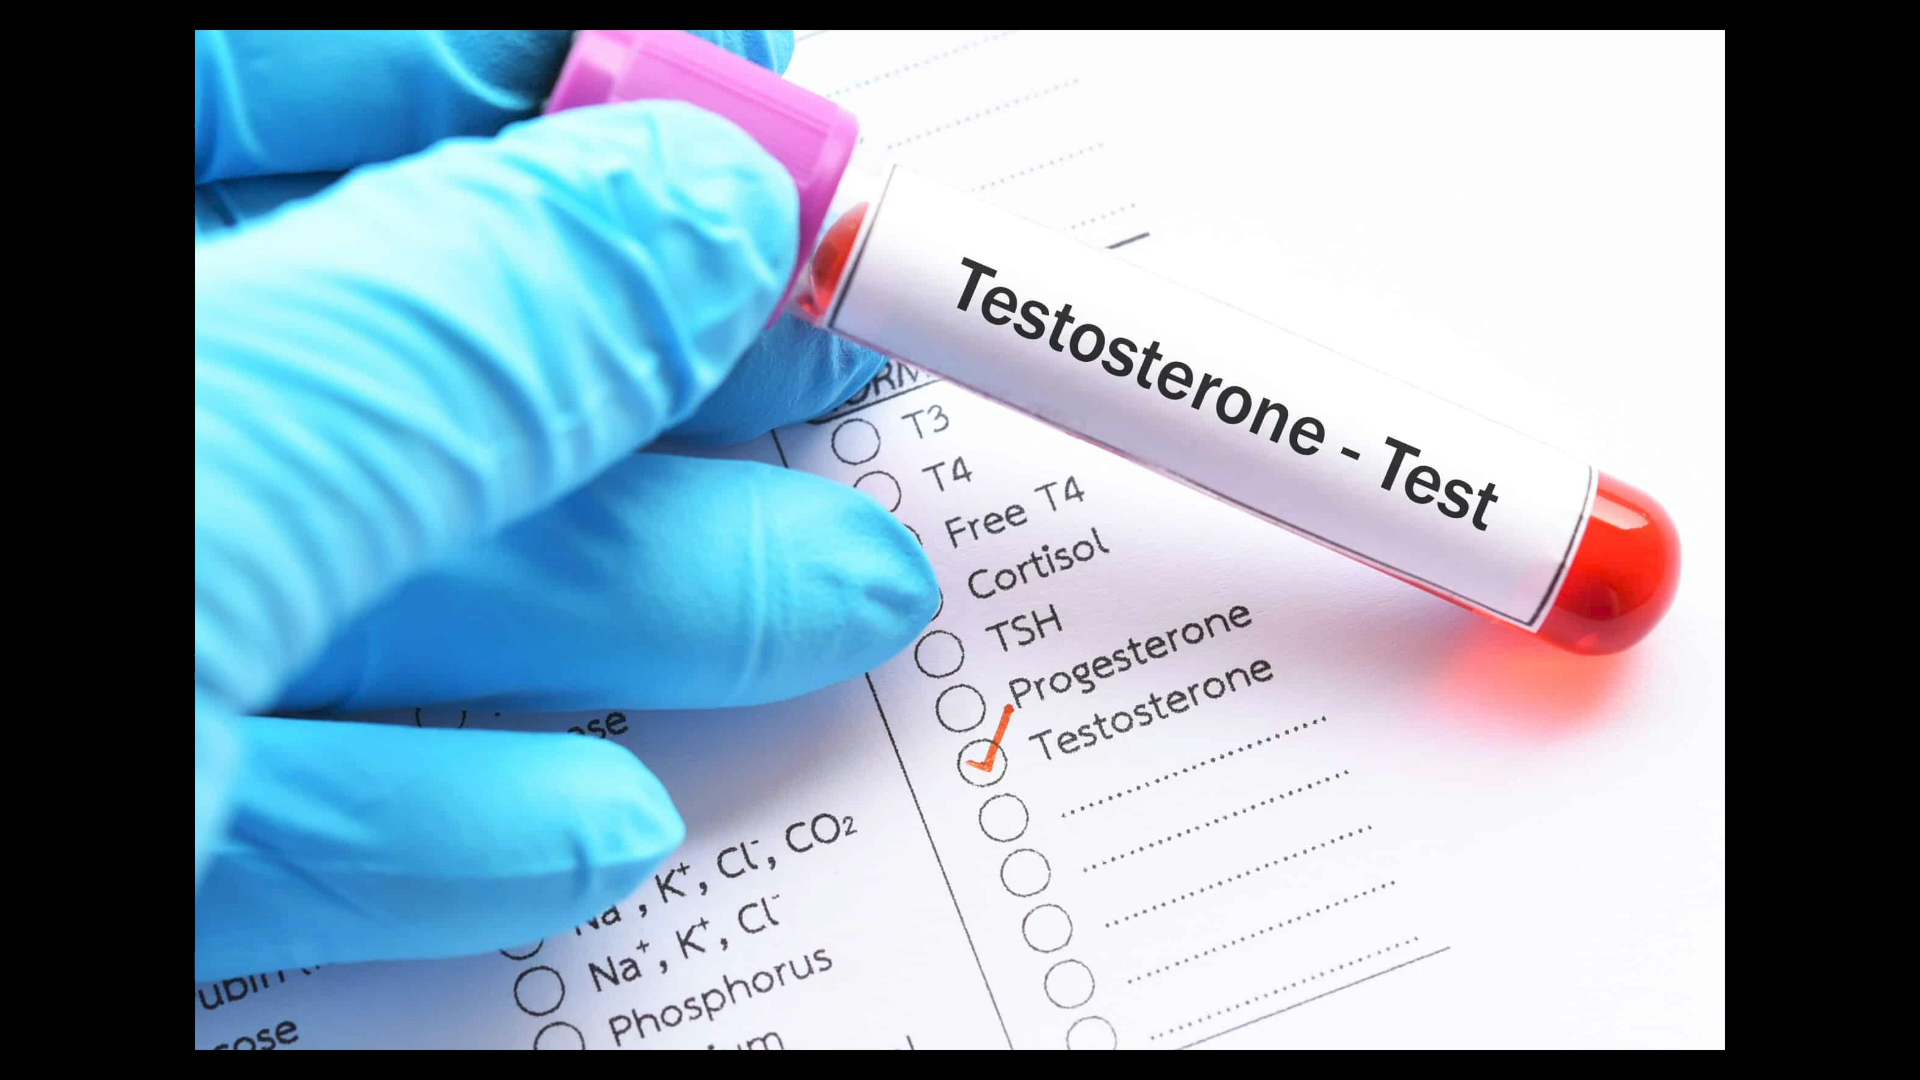 Testosterone - Test
T3
T4
Free T4
Cortisol
TSH
Progesterone
Testosterone
Na⁺, K⁺, Cl⁻, CO₂
Na⁺, K⁺, Cl⁻
Phosphorus